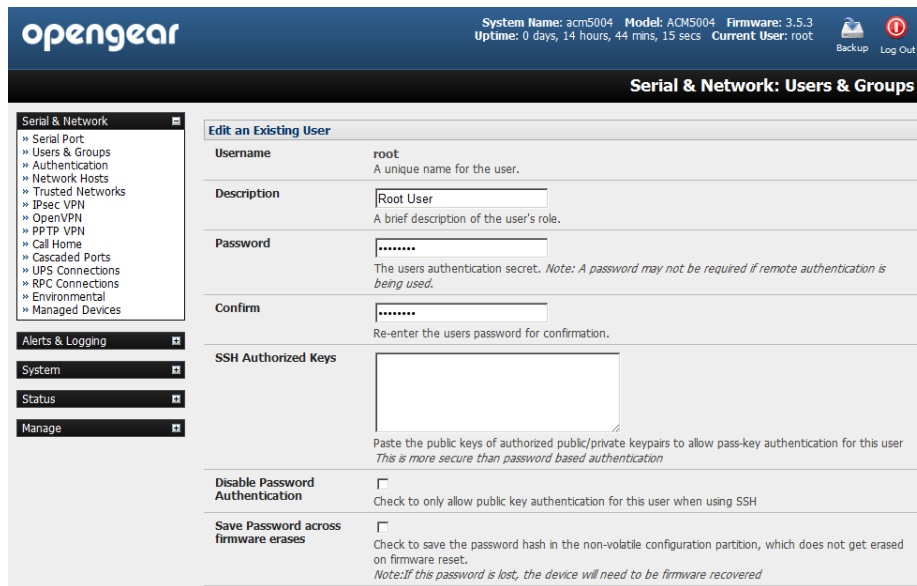 opengear
System Name: acm5004 Model: ACM5004 Firmware: 3.5.3
Uptime: 0 days, 14 hours, 44 mins, 15 secs Current User: root
Backup
Log Out
Serial & Network: Users & Groups
Serial & Network
» Serial Port
» Users & Groups
» Authentication
» Network Hosts
» Trusted Networks
» IPsec VPN
» OpenVPN
» PPTP VPN
» Call Home
» Cascaded Ports
» UPS Connections
» RPC Connections
» Environmental
» Managed Devices
Alerts & Logging
System
Status
Manage
Edit an Existing User
Username
root
A unique name for the user.
Description
Root User
A brief description of the user's role.
Password
••••••••
The users authentication secret. Note: A password may not be required if remote authentication is
being used.
Confirm
••••••••
Re-enter the users password for confirmation.
SSH Authorized Keys
Paste the public keys of authorized public/private keypairs to allow pass-key authentication for this user
This is more secure than password based authentication
Disable Password
Authentication
Check to only allow public key authentication for this user when using SSH
Save Password across
firmware erases
Check to save the password hash in the non-volatile configuration partition, which does not get erased
on firmware reset.
Note:If this password is lost, the device will need to be firmware recovered